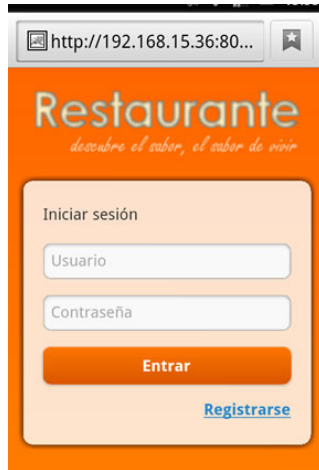 http://192.168.15.36:80...
Restaurante
descubre el sabor, el sabor de vivir
Iniciar sesión
Usuario
Contraseña
Entrar
Registrarse